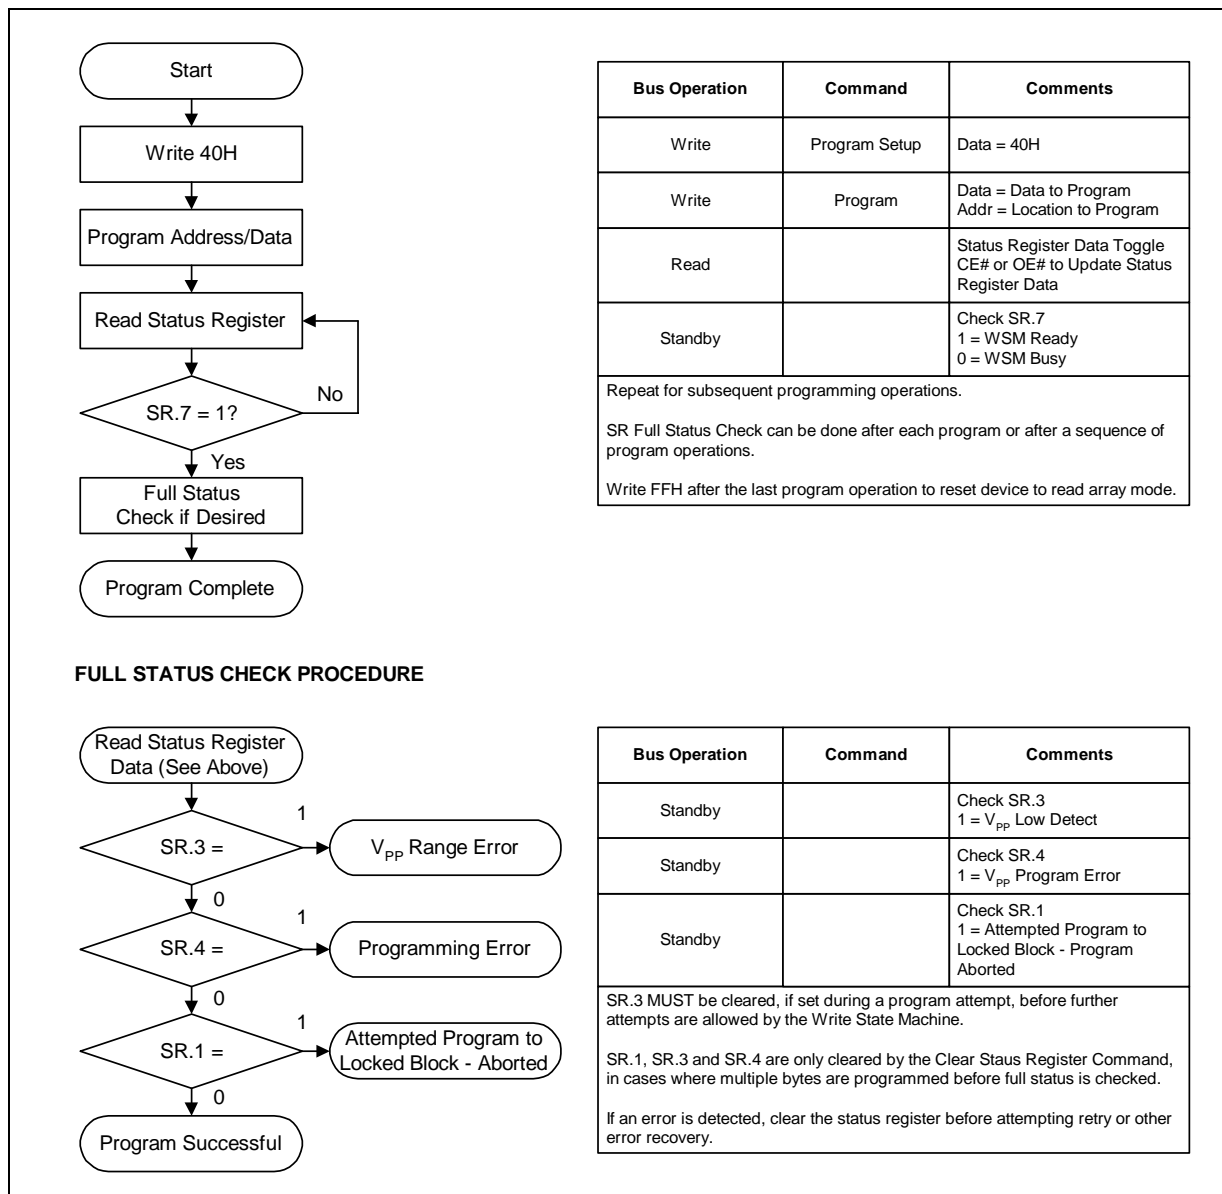 Start
Write 40H
Program Address/Data
Read Status Register
No
SR.7 = 1?
Yes
Full Status
Check if Desired
Program Complete
Bus Operation Command Comments
Write Program Setup Data = 40H
Write Program Data = Data to Program
Addr = Location to Program
Read Status Register Data Toggle
CE# or OE# to Update Status
Register Data
Standby Check SR.7
1 = WSM Ready
0 = WSM Busy
Repeat for subsequent programming operations.
SR Full Status Check can be done after each program or after a sequence of
program operations.
Write FFH after the last program operation to reset device to read array mode.
FULL STATUS CHECK PROCEDURE
Read Status Register
Data (See Above)
1
SR.3 =
VPP Range Error
0
1
SR.4 =
Programming Error
0
1
SR.1 =
Attempted Program to
Locked Block - Aborted
0
Program Successful
Bus Operation Command Comments
Standby Check SR.3
1 = VPP Low Detect
Standby Check SR.4
1 = VPP Program Error
Standby Check SR.1
1 = Attempted Program to
Locked Block - Program
Aborted
SR.3 MUST be cleared, if set during a program attempt, before further
attempts are allowed by the Write State Machine.
SR.1, SR.3 and SR.4 are only cleared by the Clear Staus Register Command,
in cases where multiple bytes are programmed before full status is checked.
If an error is detected, clear the status register before attempting retry or other
error recovery.